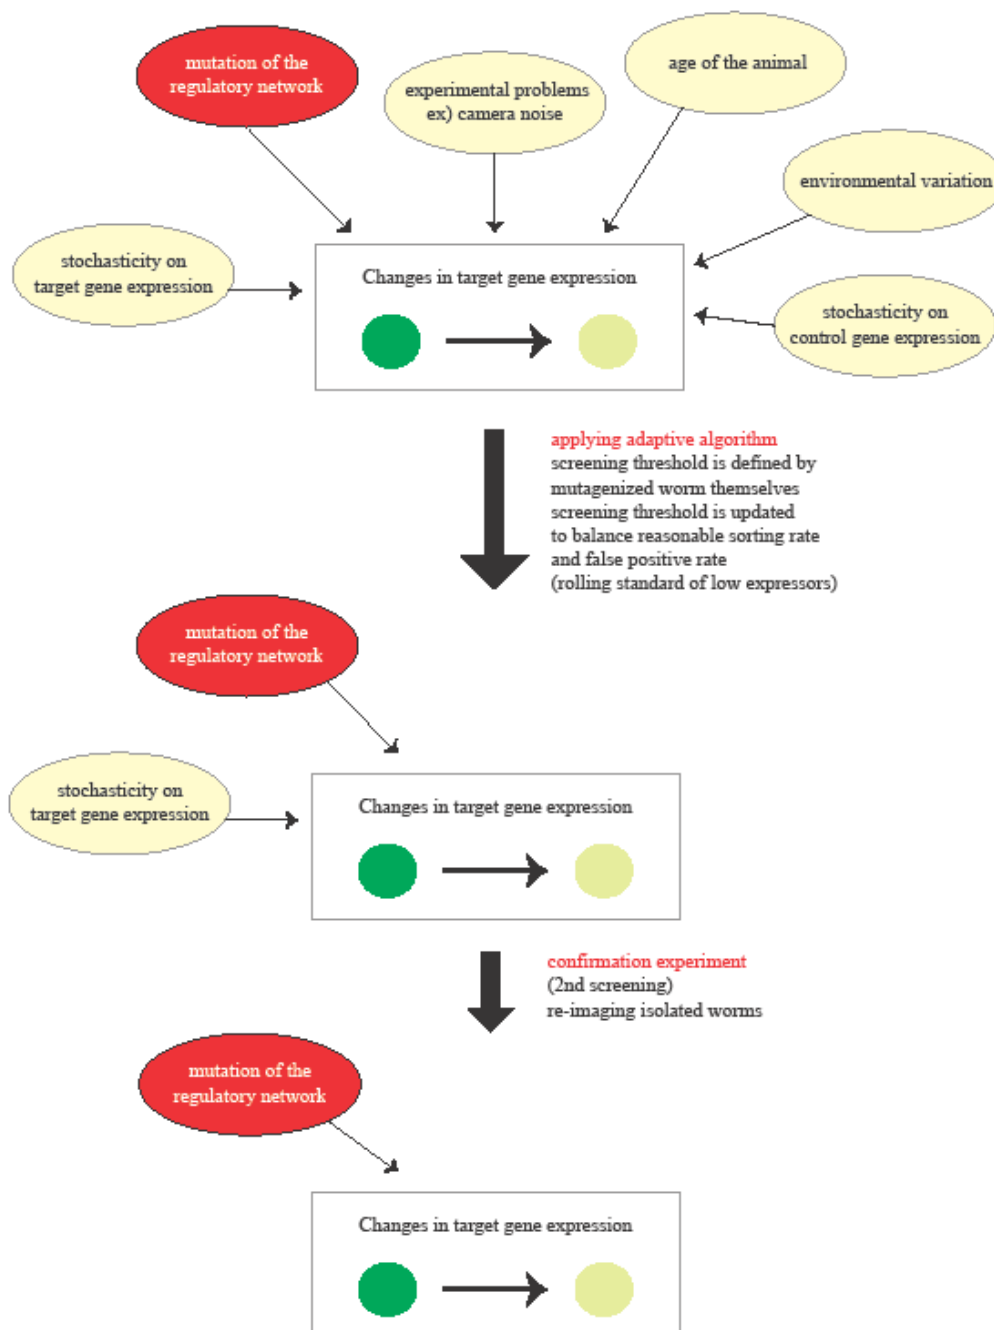 mutation of the
regulatory network
experimental problems
ex) camera noise
age of the animal
environmental variation
stochasticity on
target gene expression
stochasticity on
control gene expression
Changes in target gene expression
applying adaptive algorithm
screening threshold is defined by
mutagenized worm themselves
screening threshold is updated
to balance reasonable sorting rate
and false positive rate
(rolling standard of low expressors)
mutation of the
regulatory network
stochasticity on
target gene expression
Changes in target gene expression
confirmation experiment
(2nd screening)
re-imaging isolated worms
mutation of the
regulatory network
Changes in target gene expression